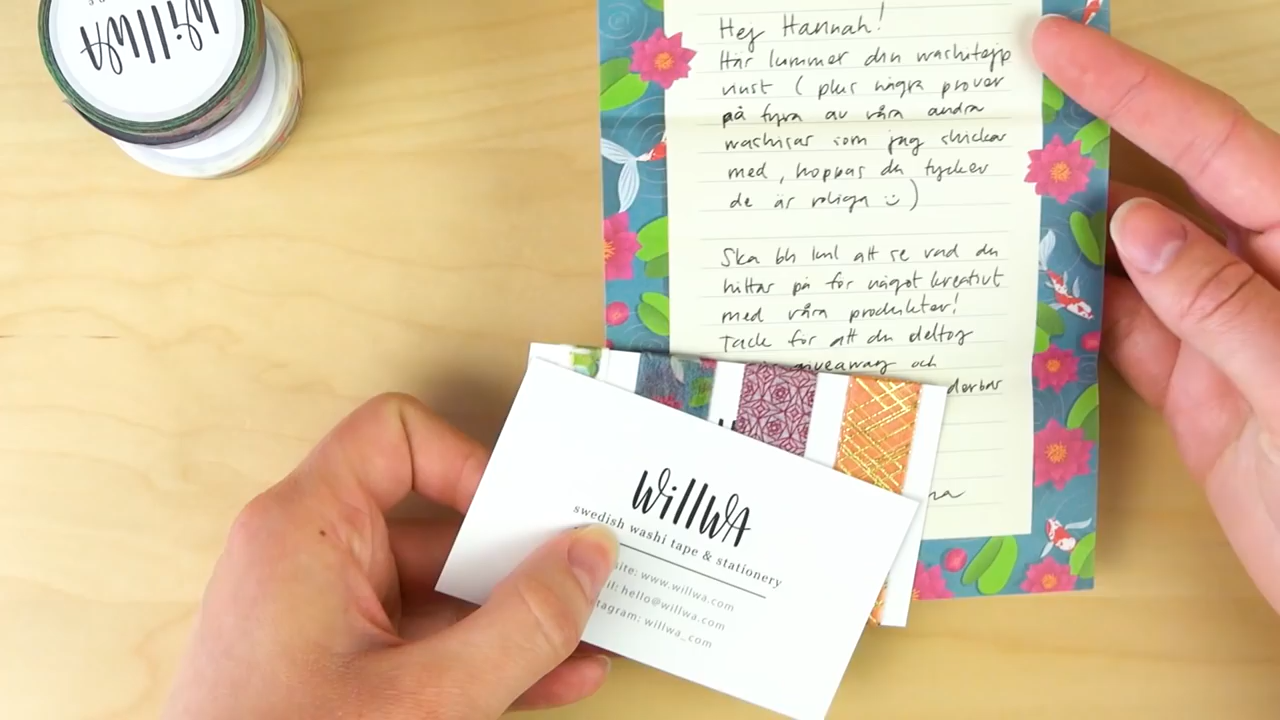 WillWA
Hej Hannah!
Här kommer din washitejp
vinst (plus några prover
på fyra av våra andra
washisar som jag skickar
med, hoppas du tycker
de är roliga :)
Ska bli kul att se vad du
hittar på för något kreativt
med våra produkter!
Tack för att du deltog
giveaway och
WillWA
swedish washi tape & stationery
www.willwa.com
hello@willwa.com
willwa_com